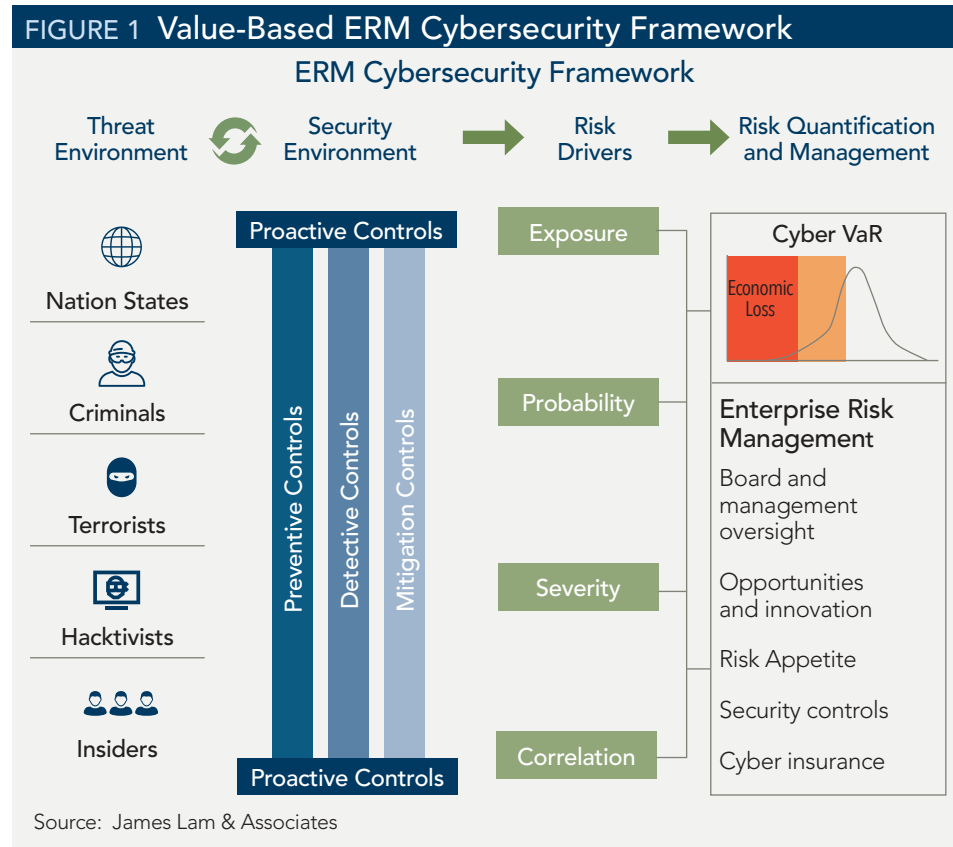 FIGURE 1 Value-Based ERM Cybersecurity Framework
ERM Cybersecurity Framework
Threat
Environment
Security
Environment
Risk
Drivers
Risk Quantification
and Management
Nation States
Criminals
Terrorists
Hacktivists
Insiders
Proactive Controls
Preventive Controls
Detective Controls
Mitigation Controls
Proactive Controls
Exposure
Probability
Severity
Correlation
Cyber VaR
Economic
Loss
Enterprise Risk
Management
Board and
management
oversight
Opportunities
and innovation
Risk Appetite
Security controls
Cyber insurance
Source: James Lam & Associates